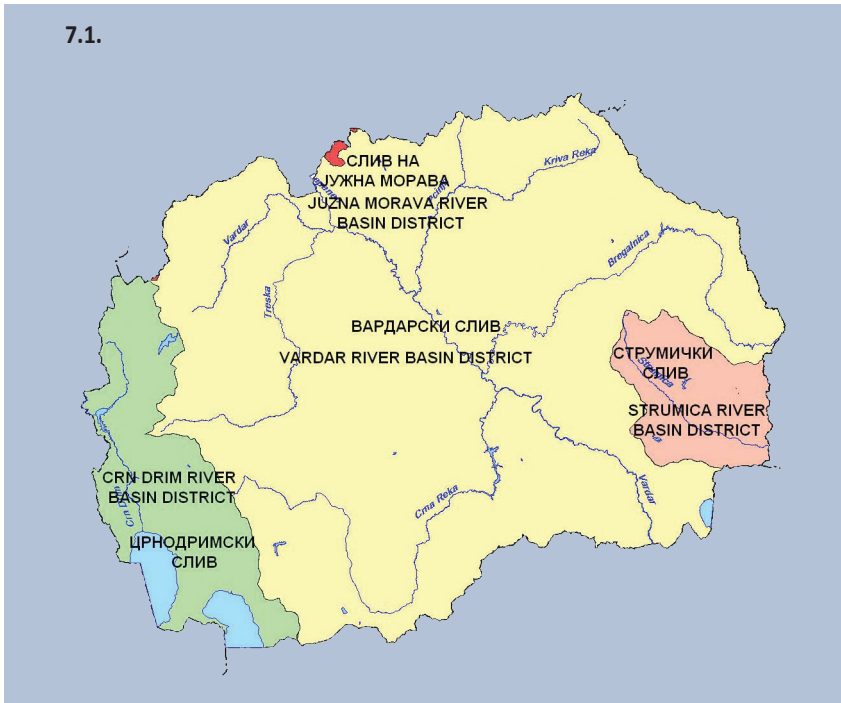 7.1.
СЛИВ НА
ЈУЖНА МОРАВА
JUŽNA MORAVA RIVER
BASIN DISTRICT
Kriva Reka
Vardar
Bregalnica
Treska
ВАРДАРСКИ СЛИВ
VARDAR RIVER BASIN DISTRICT
СТРУМИЧКИ
СЛИВ
STRUMICA RIVER
BASIN DISTRICT
CRN DRIM RIVER
BASIN DISTRICT
Crn Drim
Crna Reka
Vardar
ЦРНОДРИМСКИ
СЛИВ